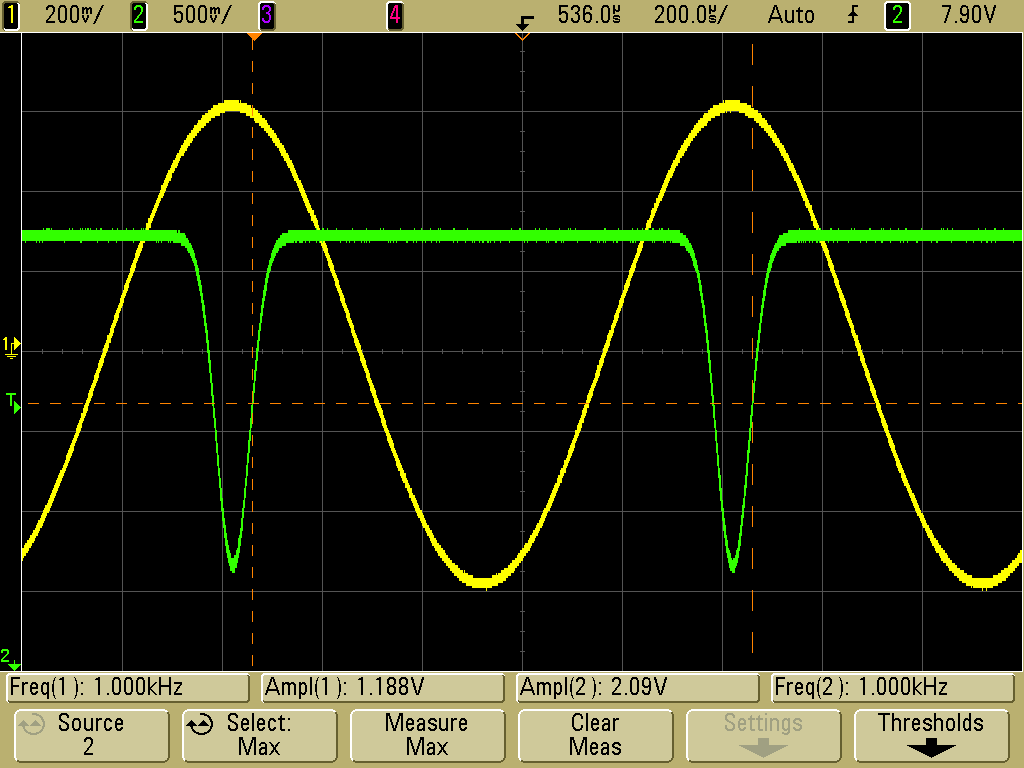 1 200mV/ 2 500mV/ 3 4 536.0µs 200.0µs/ Auto 2 7.90V
1
T
2
Freq(1): 1.000kHz Ampl(1): 1.188V Ampl(2): 2.09V Freq(2): 1.000kHz
Source Select: Measure Clear Settings Thresholds
2 Max Max Meas